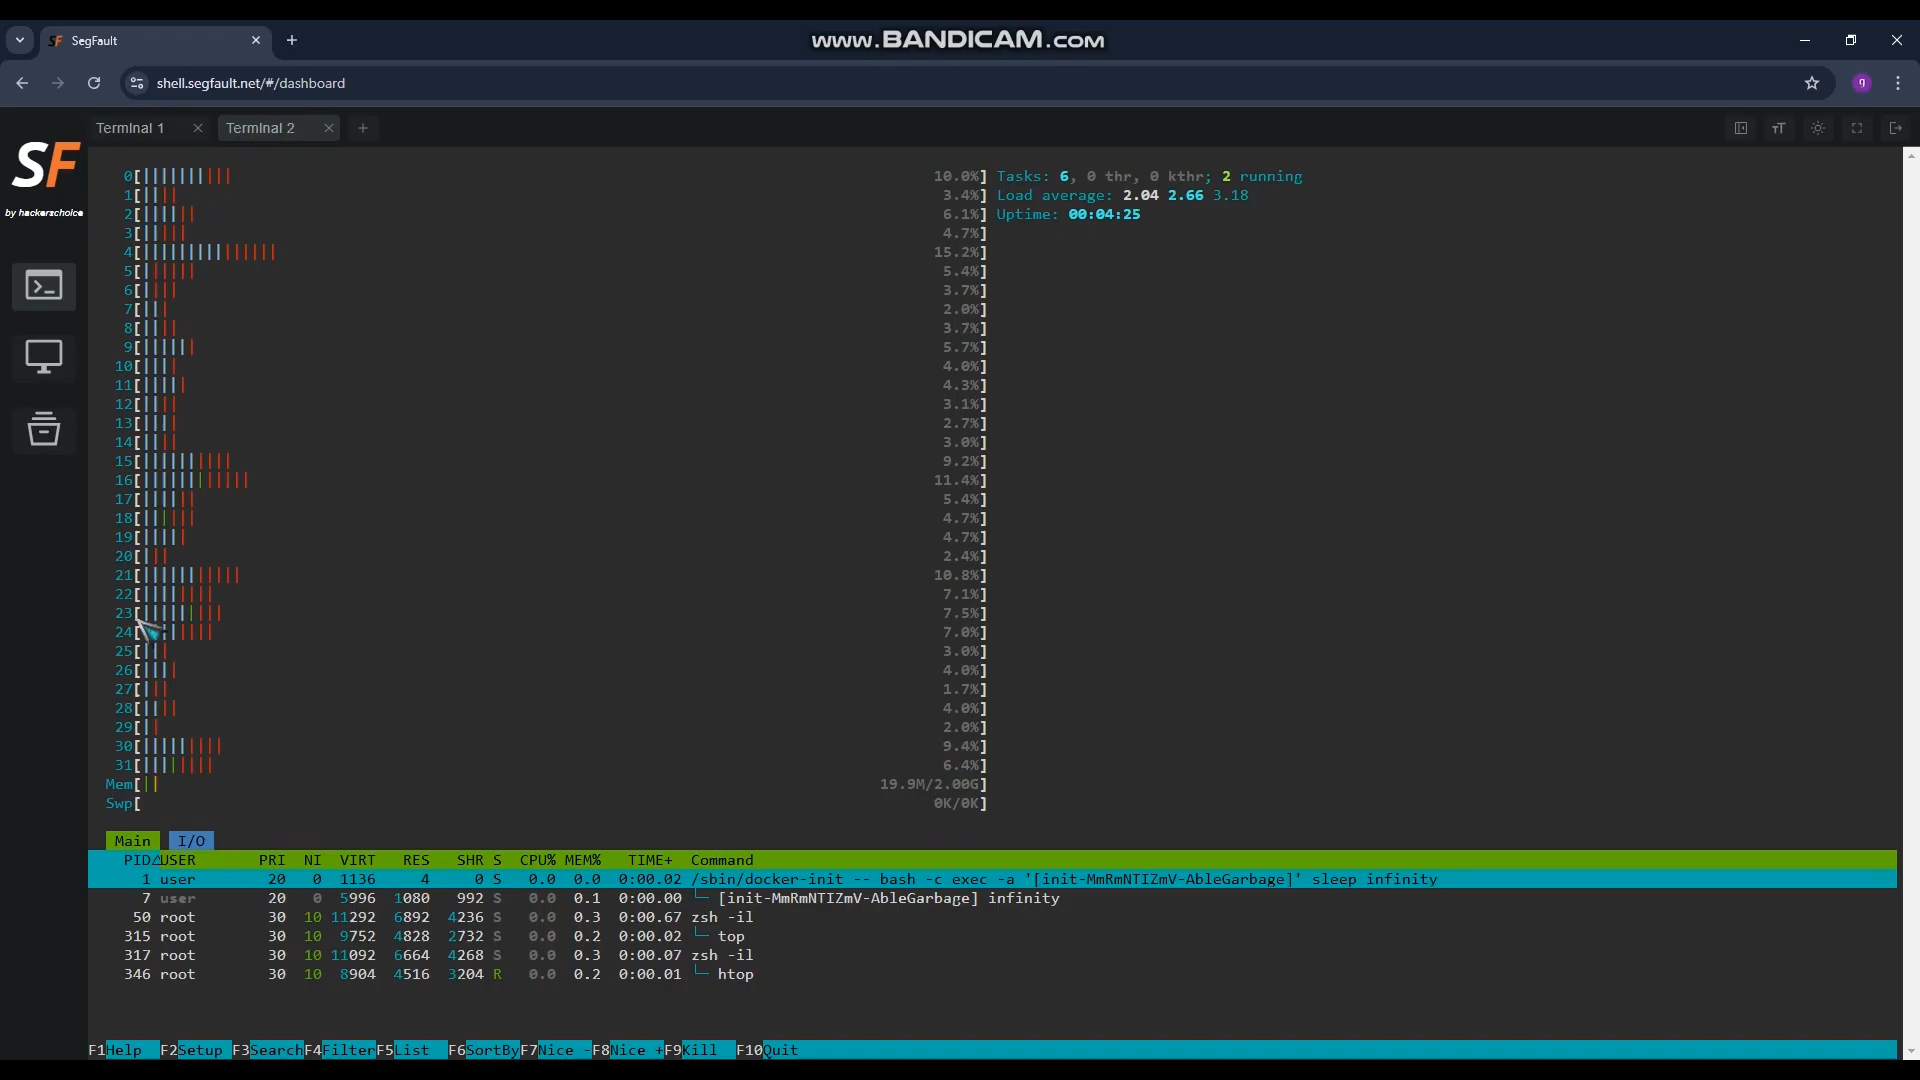 SegFault
www.BANDICAM.com
shell.segfault.net/#/dashboard
g
Terminal 1
Terminal 2
SF
by hackerschoice
0[ 10.0%] Tasks: 6, 0 thr, 0 kthr; 2 running
1[ 3.4%] Load average: 2.04 2.66 3.18
2[ 6.1%] Uptime: 00:04:25
3[ 4.7%]
4[ 15.2%]
5[ 5.4%]
6[ 3.7%]
7[ 2.0%]
8[ 3.7%]
9[ 5.7%]
10[ 4.0%]
11[ 4.3%]
12[ 3.1%]
13[ 2.7%]
14[ 3.0%]
15[ 9.2%]
16[ 11.4%]
17[ 5.4%]
18[ 4.7%]
19[ 4.7%]
20[ 2.4%]
21[ 10.8%]
22[ 7.1%]
23[ 7.5%]
24[ 7.0%]
25[ 3.0%]
26[ 4.0%]
27[ 1.7%]
28[ 4.0%]
29[ 2.0%]
30[ 9.4%]
31[ 6.4%]
Mem[ 19.9M/2.00G]
Swp[ 0K/0K]
Main I/O
PID△USER PRI NI VIRT RES SHR S CPU% MEM% TIME+ Command
1 user 20 0 1136 4 0 S 0.0 0.0 0:00.02 /sbin/docker-init -- bash -c exec -a '[init-MmRmNTIZmV-AbleGarbage]' sleep infinity
7 user 20 0 5996 1080 992 S 0.0 0.1 0:00.00 └─ [init-MmRmNTIZmV-AbleGarbage] infinity
50 root 30 10 11292 6892 4236 S 0.0 0.3 0:00.67 zsh -il
315 root 30 10 9752 4828 2732 S 0.0 0.2 0:00.02 └─ top
317 root 30 10 11092 6664 4268 S 0.0 0.3 0:00.07 zsh -il
346 root 30 10 8904 4516 3204 R 0.0 0.2 0:00.01 └─ htop
F1Help F2Setup F3SearchF4FilterF5List F6SortByF7Nice -F8Nice +F9Kill F10Quit